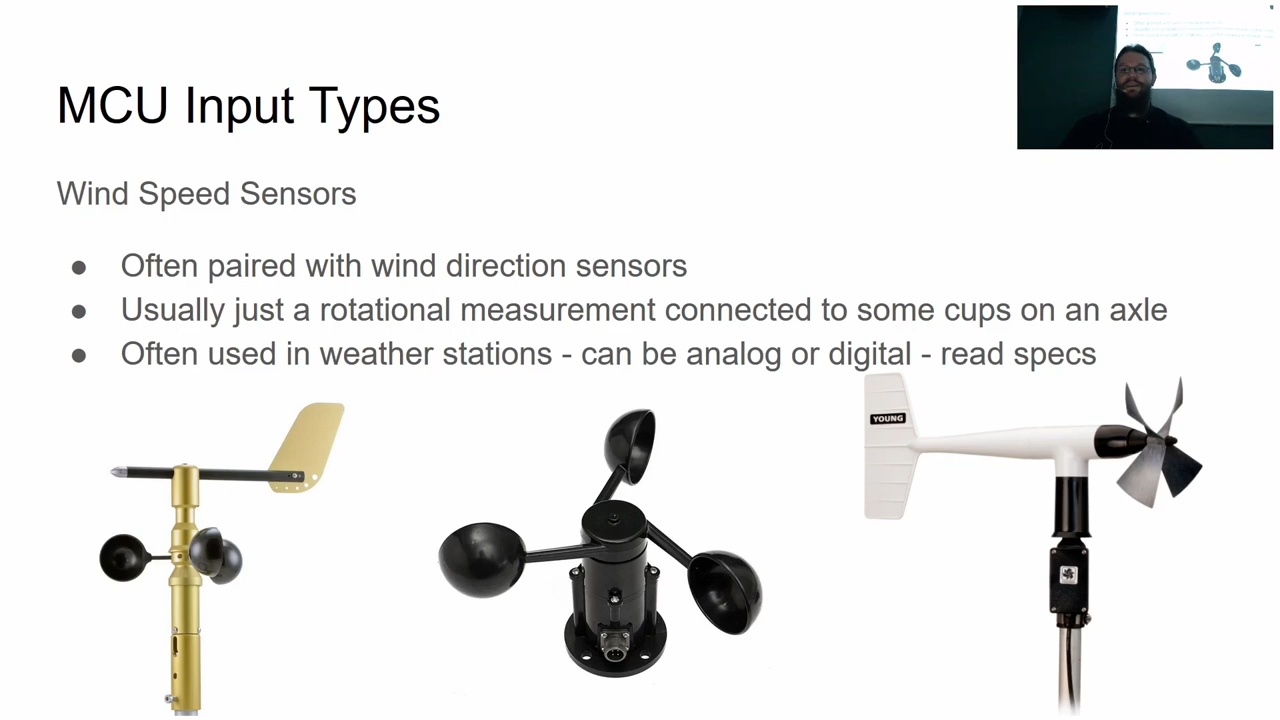 MCU Input Types
Wind Speed Sensors
● Often paired with wind direction sensors
● Usually just a rotational measurement connected to some cups on an axle
● Often used in weather stations - can be analog or digital - read specs
YOUNG